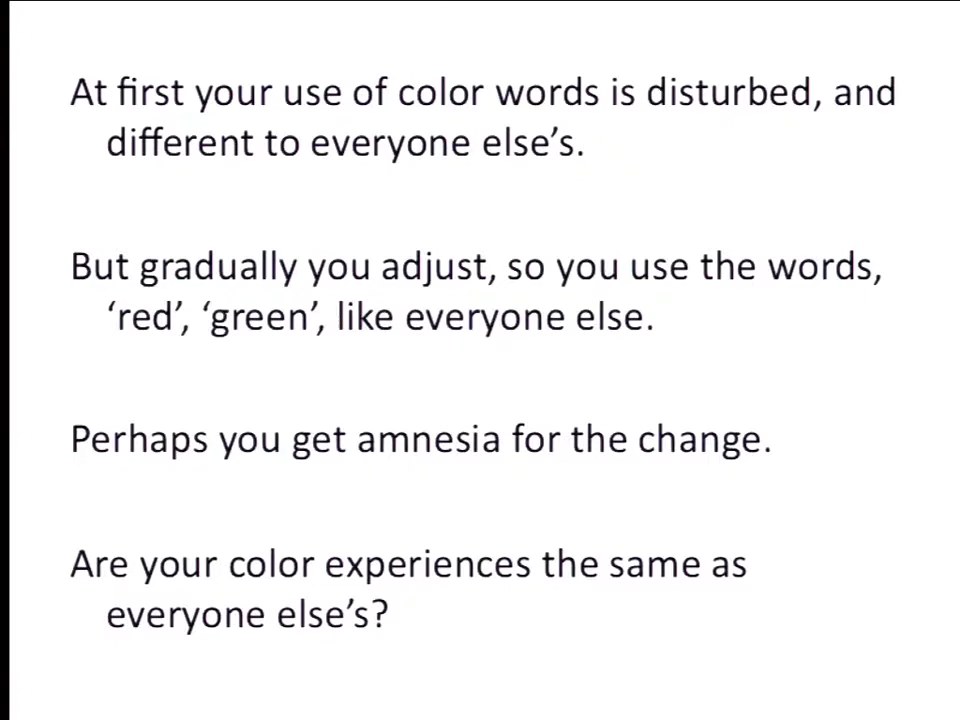 At first your use of color words is disturbed, and
different to everyone else’s.
But gradually you adjust, so you use the words,
‘red’, ‘green’, like everyone else.
Perhaps you get amnesia for the change.
Are your color experiences the same as
everyone else’s?